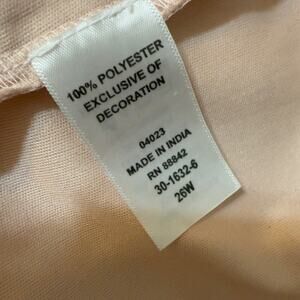 100% POLYESTER
EXCLUSIVE OF
DECORATION
04023
MADE IN INDIA
RN 88842
30-1632-6
26W